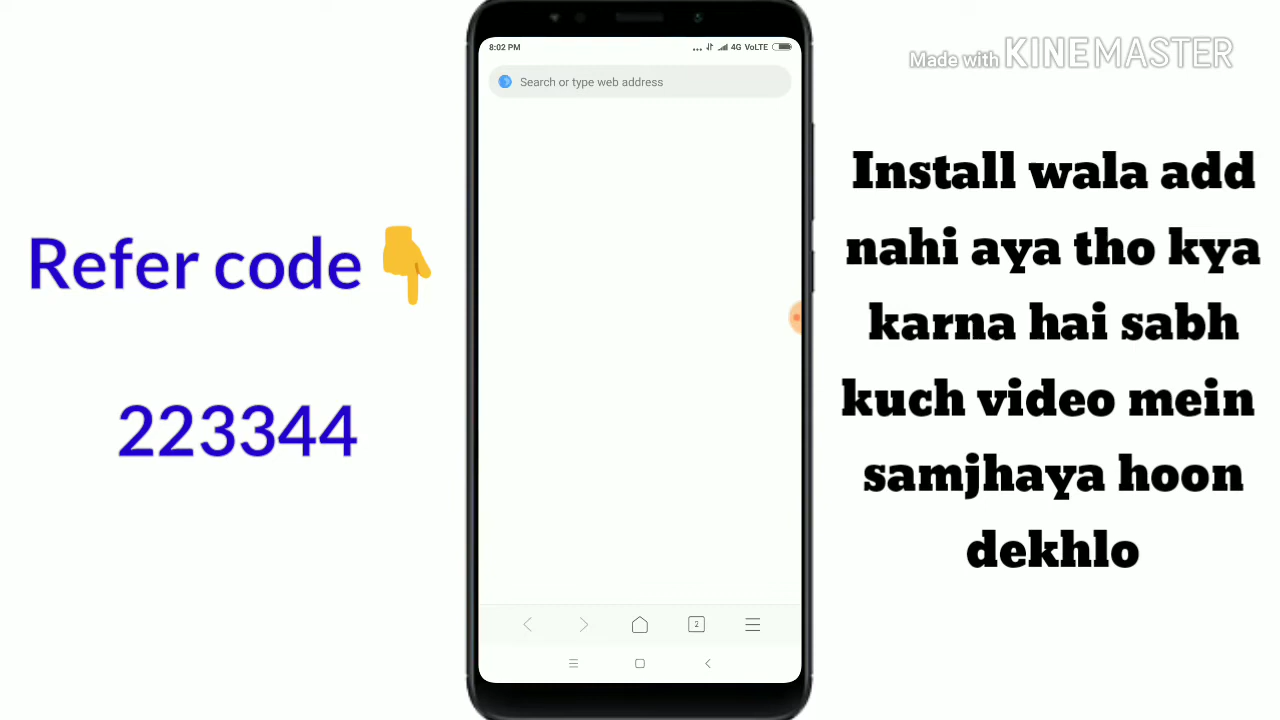 8:02 PM
... 4G VoLTE
Search or type web address
Made with KINEMASTER
Refer code
223344
Install wala add
nahi aya tho kya
karna hai sabh
kuch video mein
samjhaya hoon
dekhlo
2